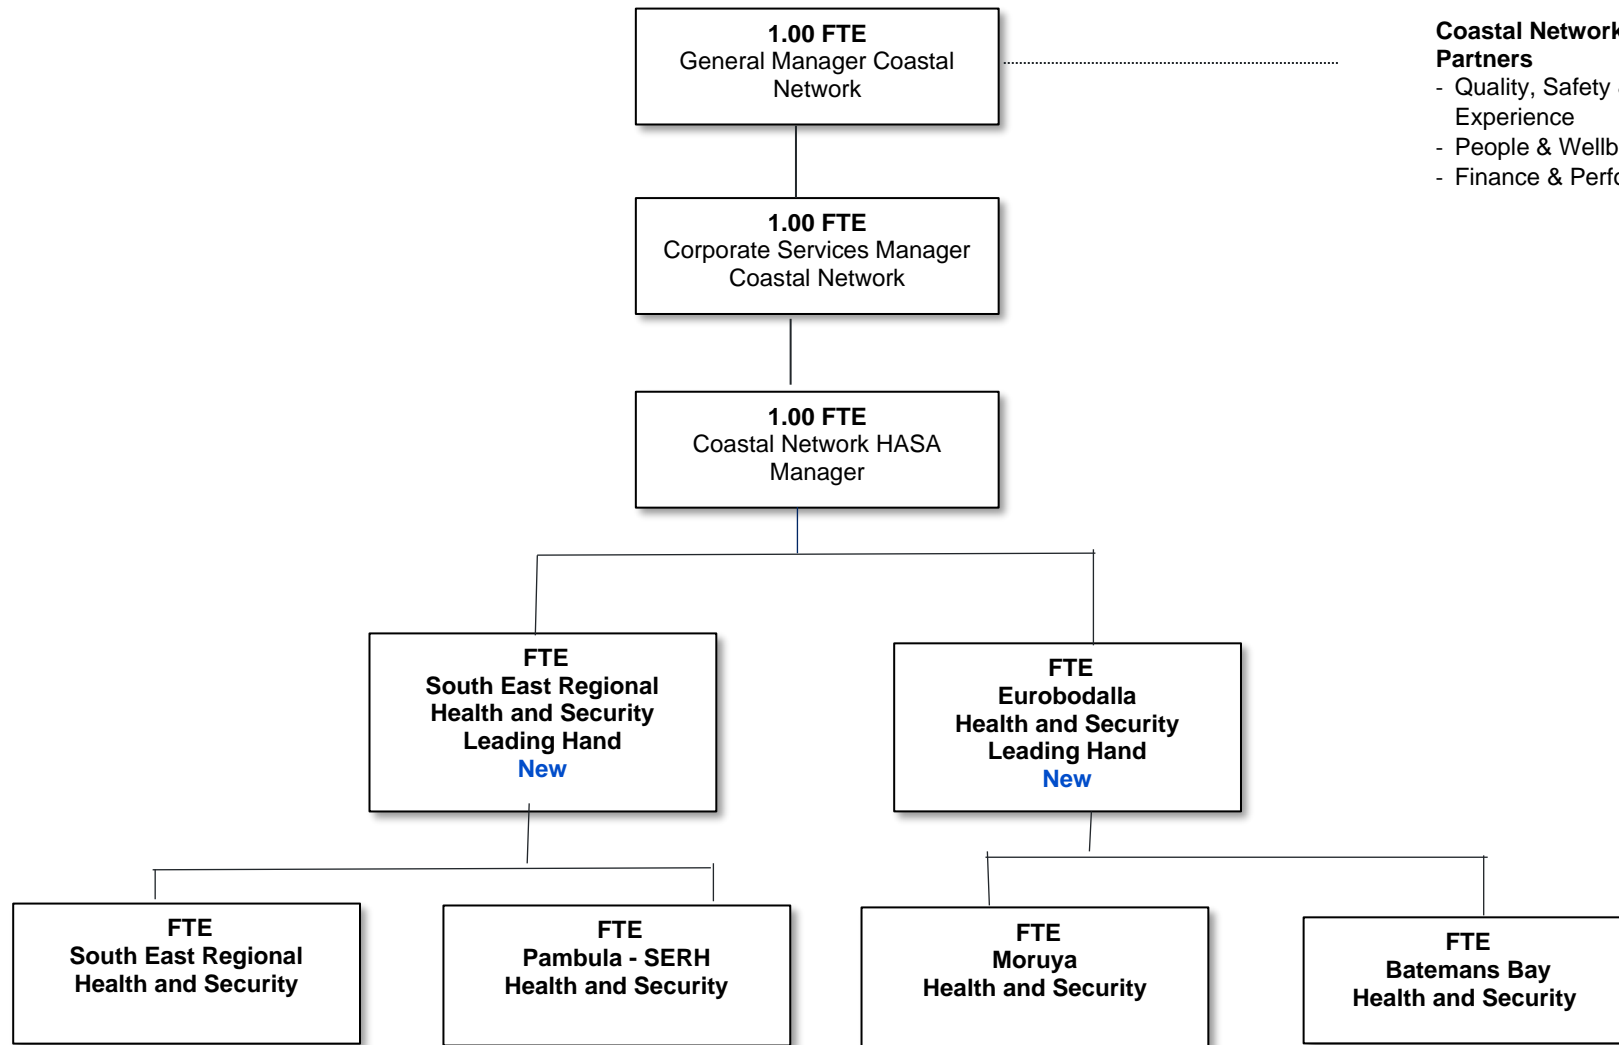 1.00 FTE
General Manager Coastal
Network
Coastal Network
Partners
- Quality, Safety
Experience
- People &
- Finance &
1.00 FTE
Corporate Services Manager
Coastal Network
1.00 FTE
Coastal Network HASA
Manager
FTE
South East Regional
Health and Security
Leading Hand
New
FTE
Eurobodalla
Health and Security
Leading Hand
New
FTE
South East Regional
Health and Security
FTE
Pambula - SERH
Health and Security
FTE
Moruya
Health and Security
FTE
Batemans Bay
Health and Security